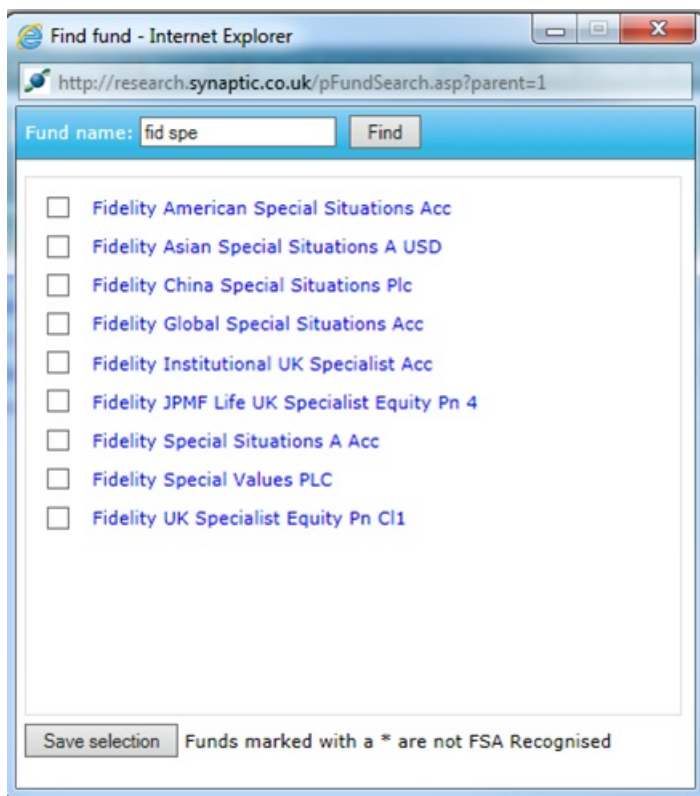 Find fund - Internet Explorer
http://research.synaptic.co.uk/pFundSearch.asp?parent=1
Fund name: fid spe Find
Fidelity American Special Situations Acc
Fidelity Asian Special Situations A USD
Fidelity China Special Situations Plc
Fidelity Global Special Situations Acc
Fidelity Institutional UK Specialist Acc
Fidelity JPMF Life UK Specialist Equity Pn 4
Fidelity Special Situations A Acc
Fidelity Special Values PLC
Fidelity UK Specialist Equity Pn Cl1
Save selection Funds marked with a * are not FSA Recognised